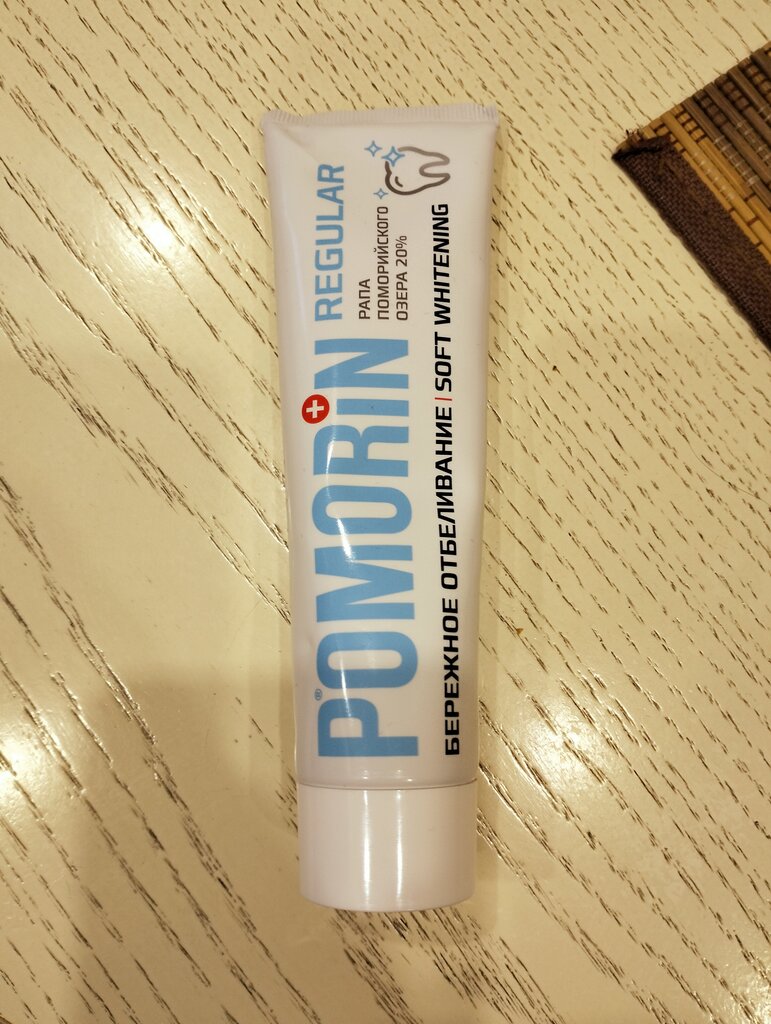 POMORIN®
REGULAR
РАПА
ПОМОРИЙСКОГО
ОЗЕРА 20%
БЕРЕЖНОЕ ОТБЕЛИВАНИЕ | SOFT WHITENING